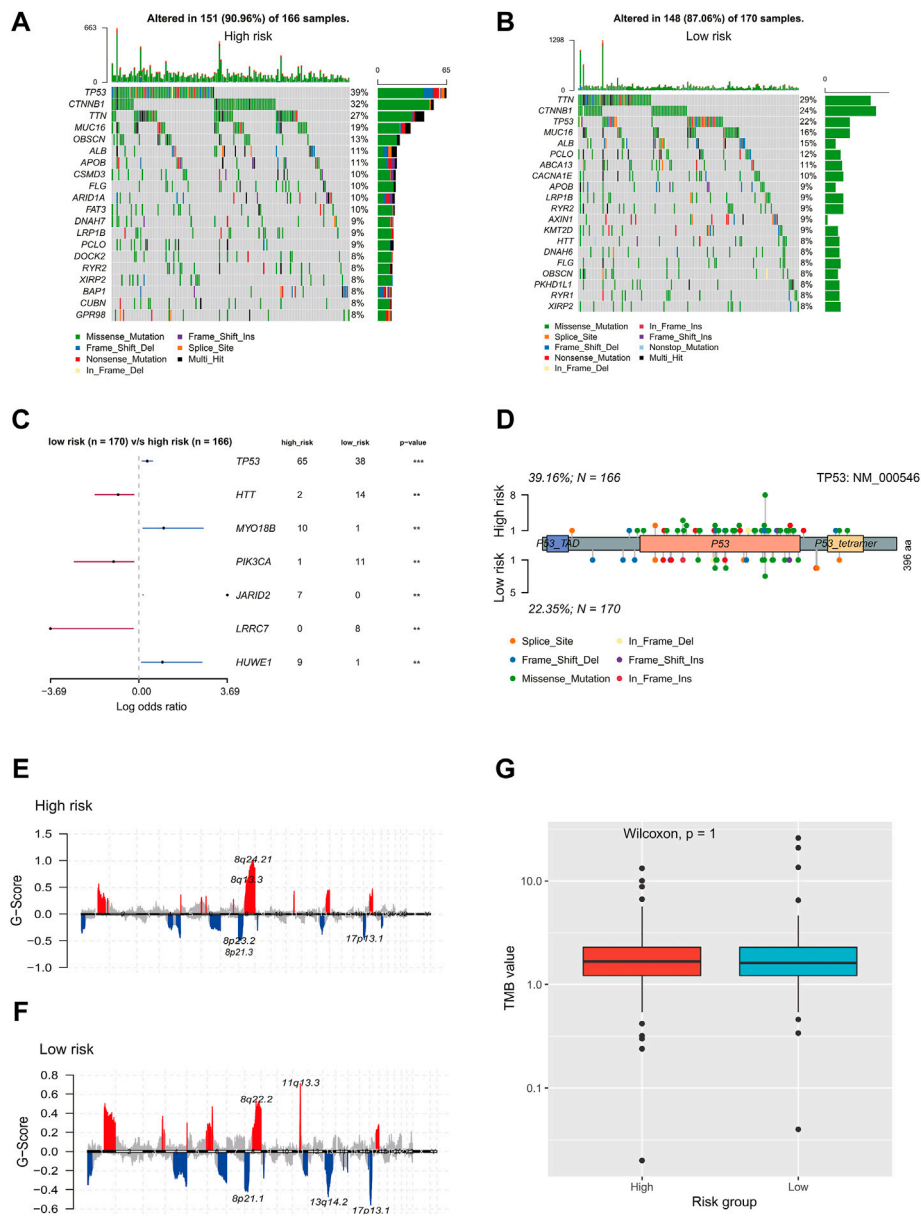 A
Altered in 151 (90.96%) of 166 samples.
High risk
663
0
0 65
TP53 39%
CTNNB1 32%
TTN 27%
MUC16 19%
OBSCN 13%
ALB 11%
APOB 11%
CSMD3 10%
FLG 10%
ARID1A 10%
FAT3 10%
DNAH7 9%
LRP1B 9%
PCLO 9%
DOCK2 8%
RYR2 8%
XIRP2 8%
BAP1 8%
CUBN 8%
GPR98 8%
Missense_Mutation Frame_Shift_Ins
Frame_Shift_Del Splice_Site
Nonsense_Mutation Multi_Hit
In_Frame_Del
B
Altered in 148 (87.06%) of 170 samples.
Low risk
1298
0
0
TTN 29%
CTNNB1 24%
TP53 22%
MUC16 16%
ALB 15%
PCLO 12%
ABCA13 11%
CACNA1E 10%
APOB 9%
LRP1B 9%
RYR2 9%
AXIN1 9%
KMT2D 9%
HTT 8%
DNAH6 8%
FLG 8%
OBSCN 8%
PKHD1L1 8%
RYR1 8%
XIRP2 8%
Missense_Mutation In_Frame_Ins
Splice_Site Multi_Hit
Frame_Shift_Del Nonstop_Mutation
Nonsense_Mutation Frame_Shift_Ins
In_Frame_Del
C
low risk (n = 170) v/s high risk (n = 166) high_risk low_risk p-value
TP53 65 38 ***
HTT 2 14 **
MYO18B 10 1 **
PIK3CA 1 11 **
JARID2 7 0 **
LRRC7 0 8 **
HUWE1 9 1 **
−3.69 0.00 3.69
Log odds ratio
D
39.16%; N = 166 TP53: NM_000546
High risk
8
1
P53_TAD P53 P53_tetramer
396 aa
Low risk
1
5
22.35%; N = 170
Splice_Site In_Frame_Del
Frame_Shift_Del Frame_Shift_Ins
Missense_Mutation In_Frame_Ins
E
High risk
G-Score
1.5
1.0
0.5
0.0
−0.5
−1.0
8q24.21
8q13.3
8p23.2
8p21.3
17p13.1
F
Low risk
G-Score
0.8
0.6
0.4
0.2
0.0
−0.2
−0.4
−0.6
11q13.3
8q22.2
8p21.1
13q14.2
17p13.1
G
Wilcoxon, p = 1
TMB value
10.0
1.0
0.1
High Low
Risk group